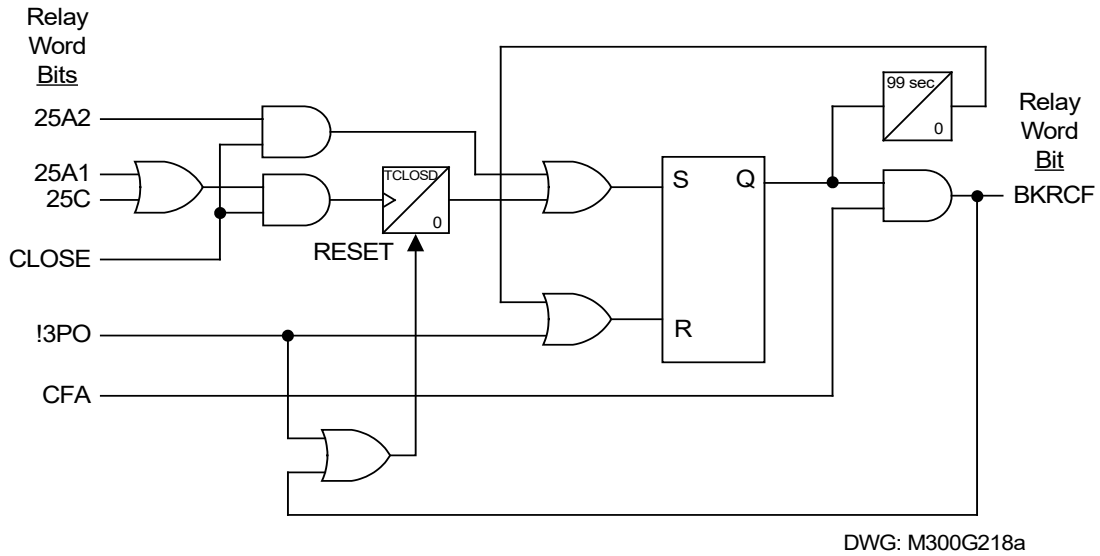 Relay
Word
Bits
25A2
25A1
25C
CLOSE
!3PO
CFA
TCLOSD
0
RESET
S
Q
R
99 sec
0
Relay
Word
Bit
BKRCF
DWG: M300G218a